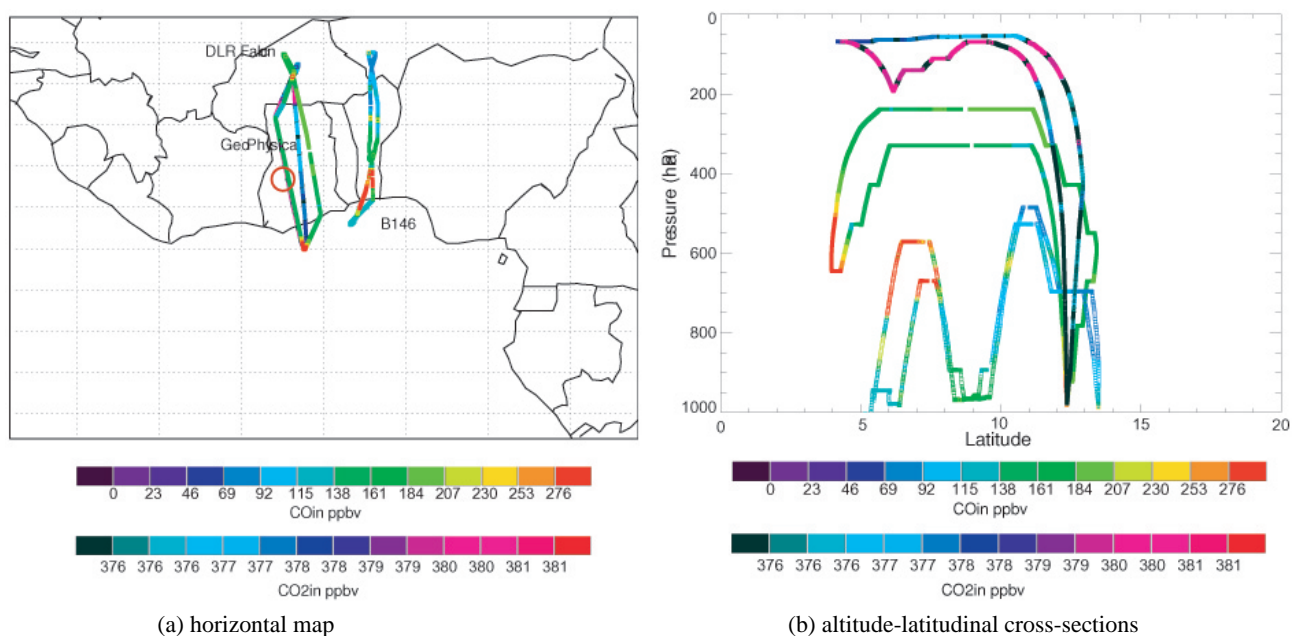 DLR Falcon
GeoPhysica
B146
0 23 46 69 92 115 138 161 184 207 230 253 276
COin ppbv
376 376 376 377 377 378 378 379 379 380 380 381 381
CO2in ppbv
(a) horizontal map
0
200
400
600
800
1000
Pressure (hPa)
0 5 10 15 20
Latitude
0 23 46 69 92 115 138 161 184 207 230 253 276
COin ppbv
376 376 376 377 377 378 378 379 379 380 380 381 381
CO2in ppbv
(b) altitude-latitudinal cross-sections